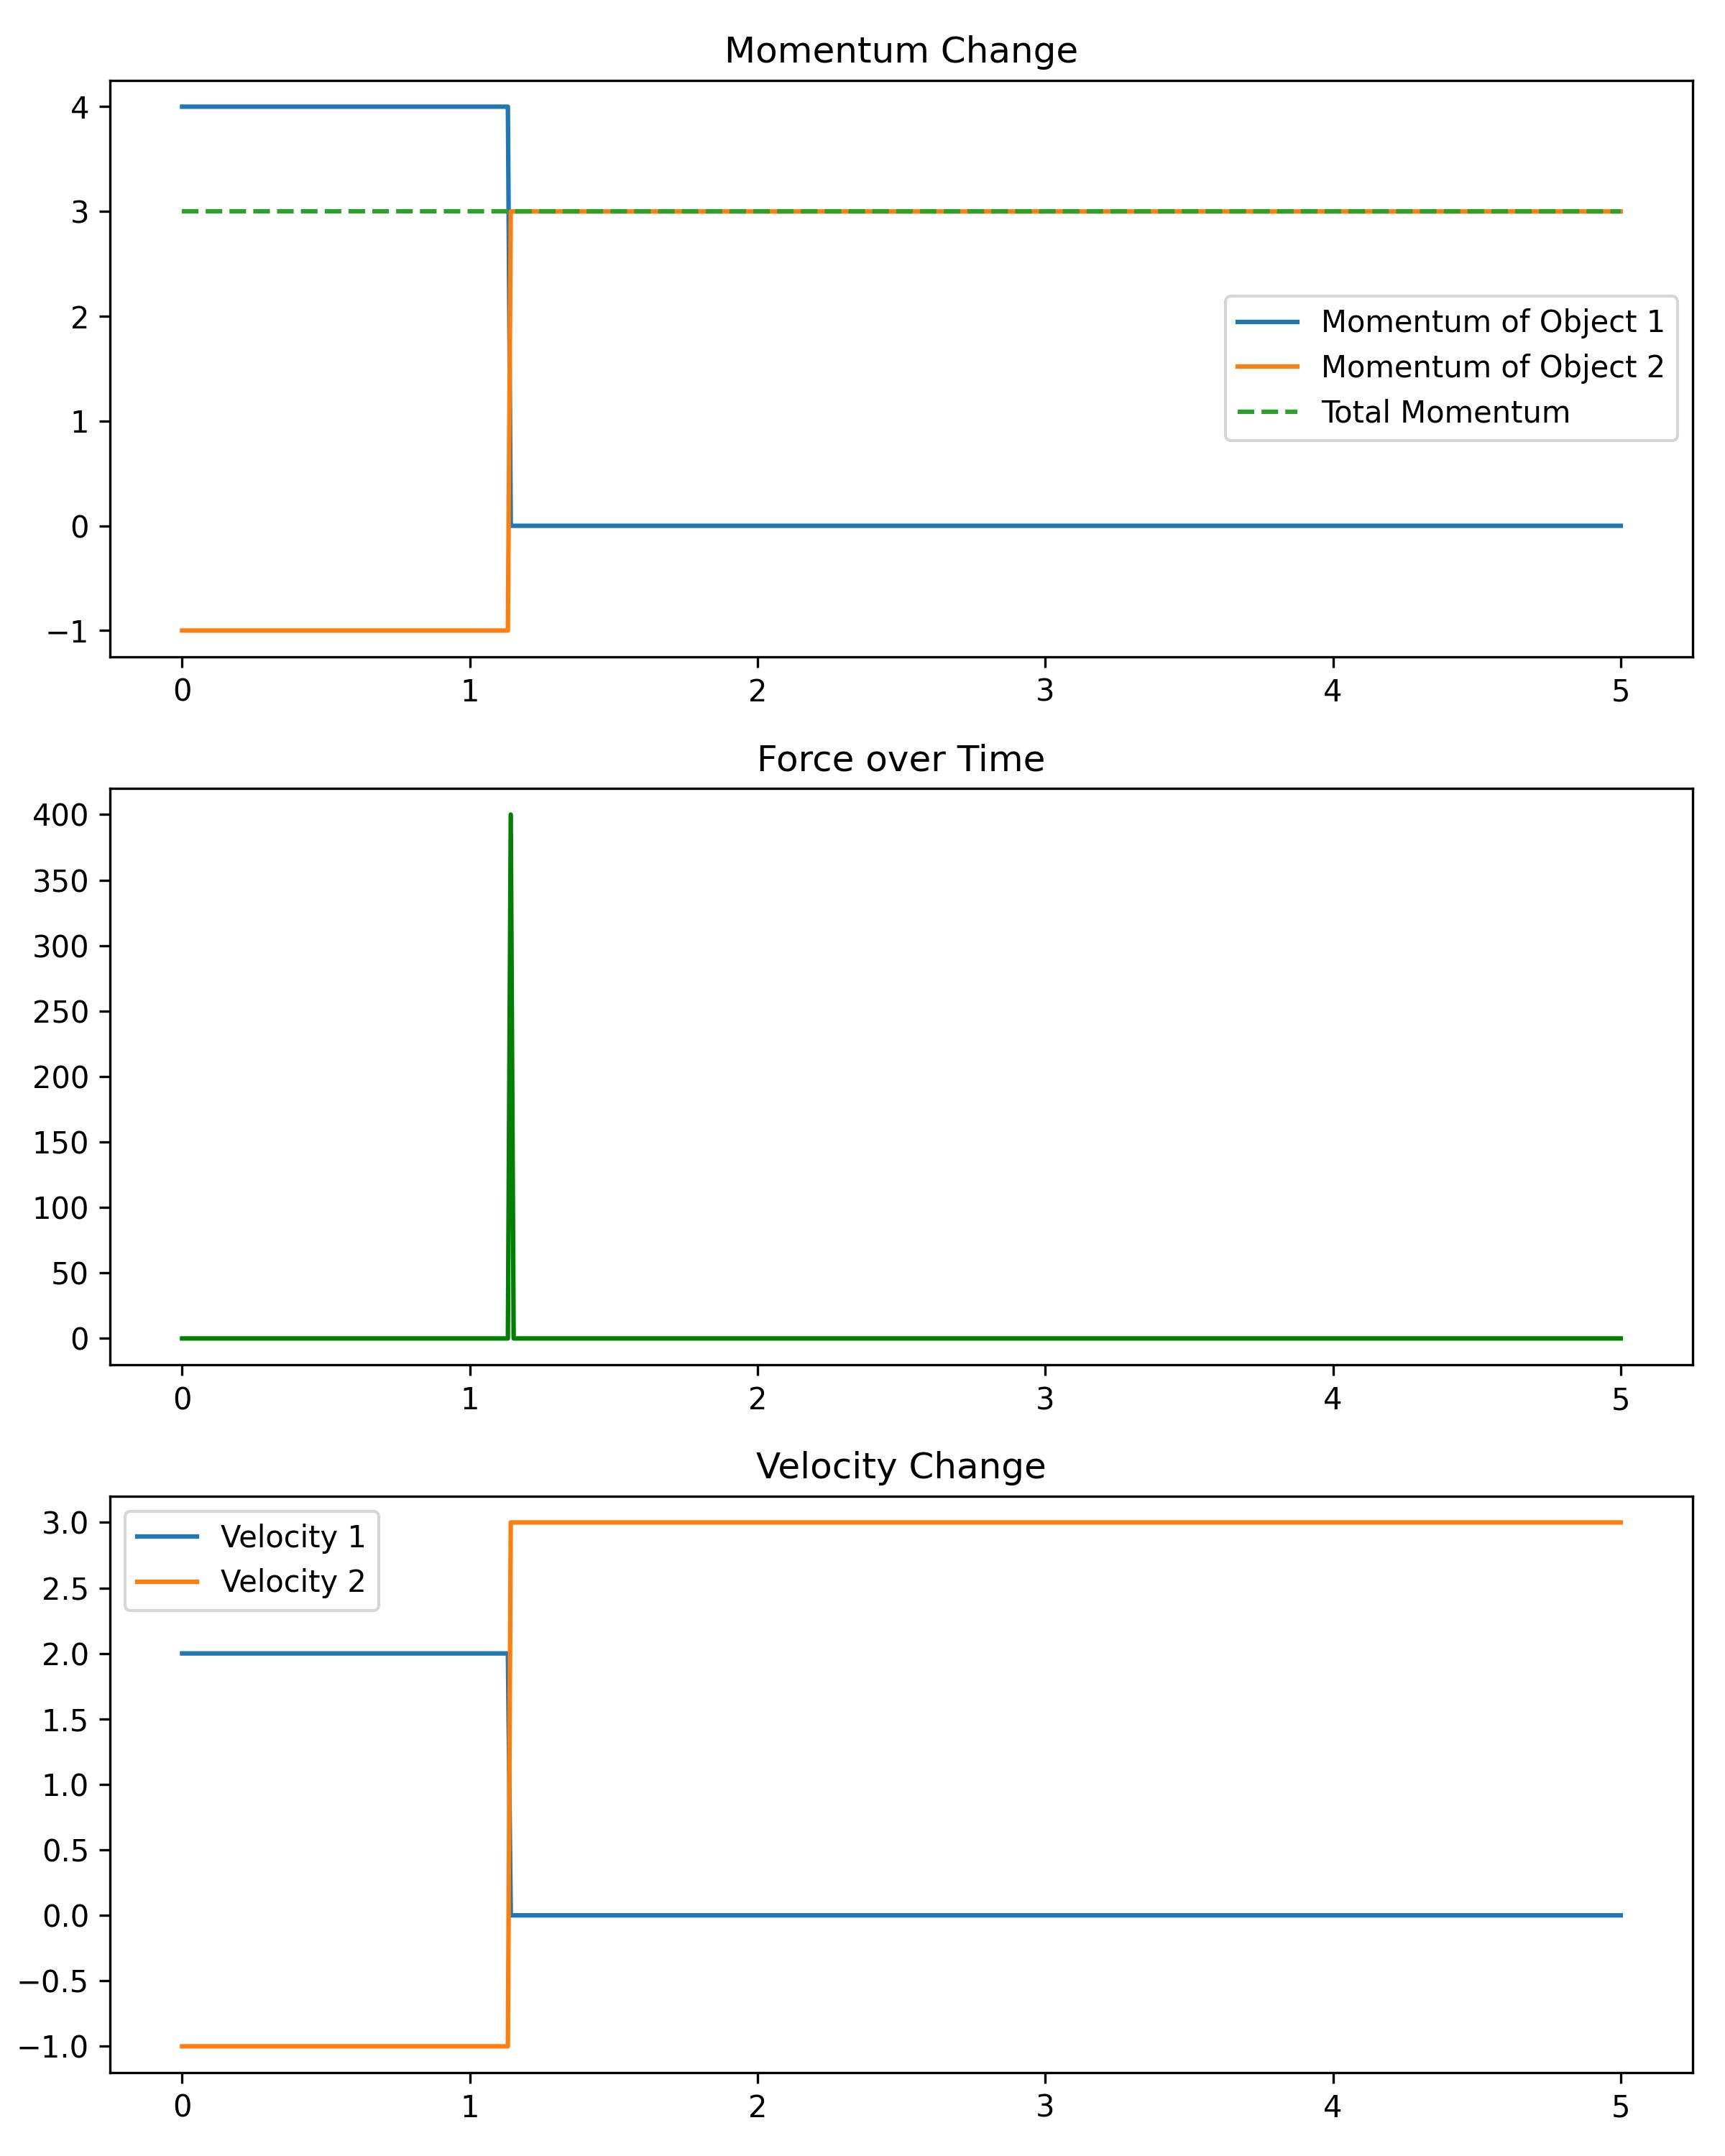 Momentum Change
4
3
2
1
0
−1
Momentum of Object 1
Momentum of Object 2
Total Momentum
0 1 2 3 4 5
Force over Time
400
350
300
250
200
150
100
50
0
0 1 2 3 4 5
Velocity Change
3.0
2.5
2.0
1.5
1.0
0.5
0.0
−0.5
−1.0
Velocity 1
Velocity 2
0 1 2 3 4 5